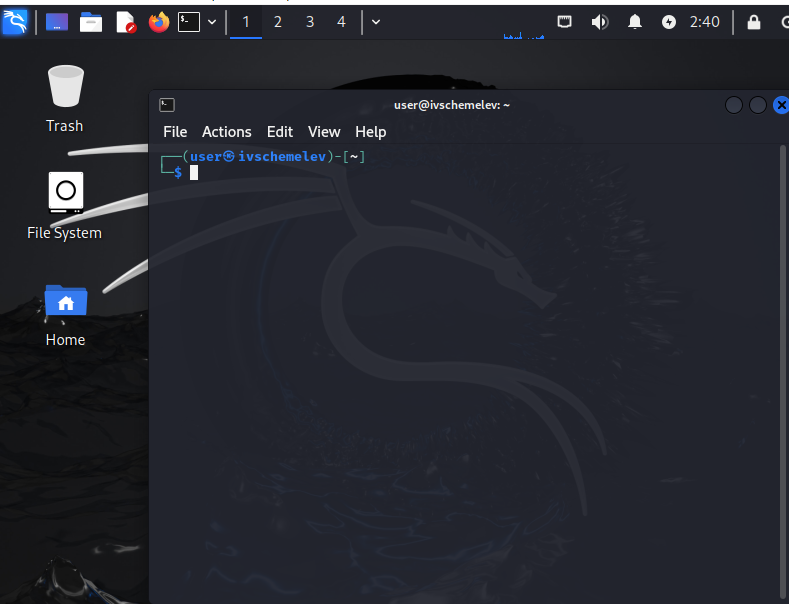 1 2 3 4 2:40
Trash
File System
Home
user@ivschemelev: ~
File Actions Edit View Help
┌──(user㉿ivschemelev)-[~]
└─$